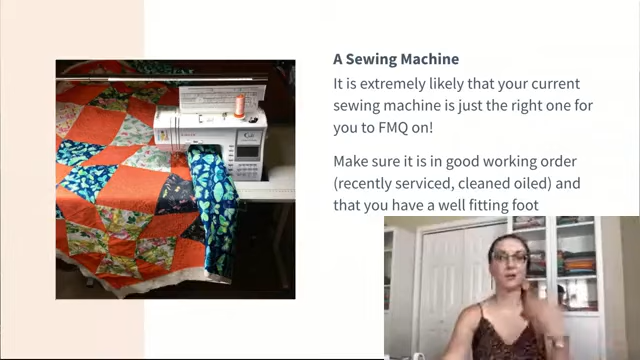 A Sewing Machine
It is extremely likely that your current
sewing machine is just the right one for
you to FMQ on!
Make sure it is in good working order
(recently serviced, cleaned oiled) and
that you have a well fitting foot